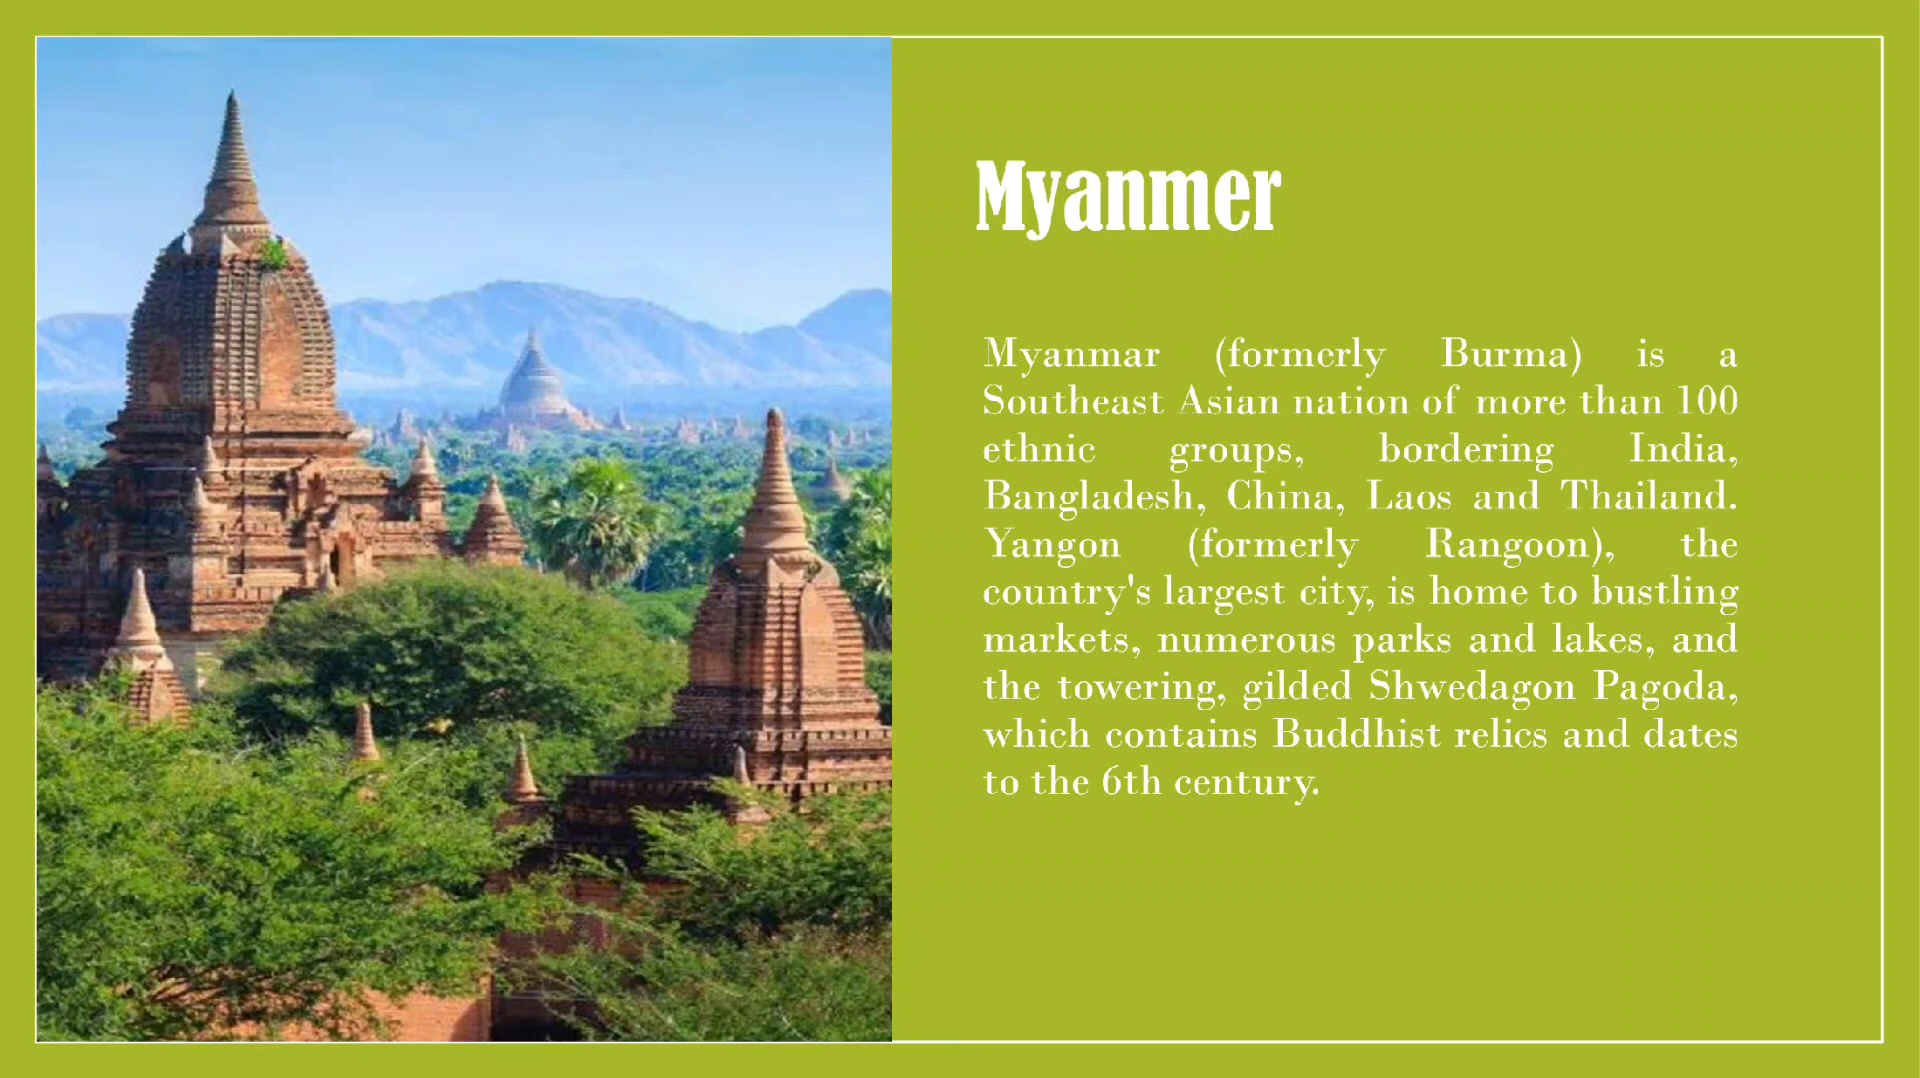 Myanmer
Myanmar (formerly Burma) is a
Southeast Asian nation of more than 100
ethnic groups, bordering India,
Bangladesh, China, Laos and Thailand.
Yangon (formerly Rangoon), the
country's largest city, is home to bustling
markets, numerous parks and lakes, and
the towering, gilded Shwedagon Pagoda,
which contains Buddhist relics and dates
to the 6th century.